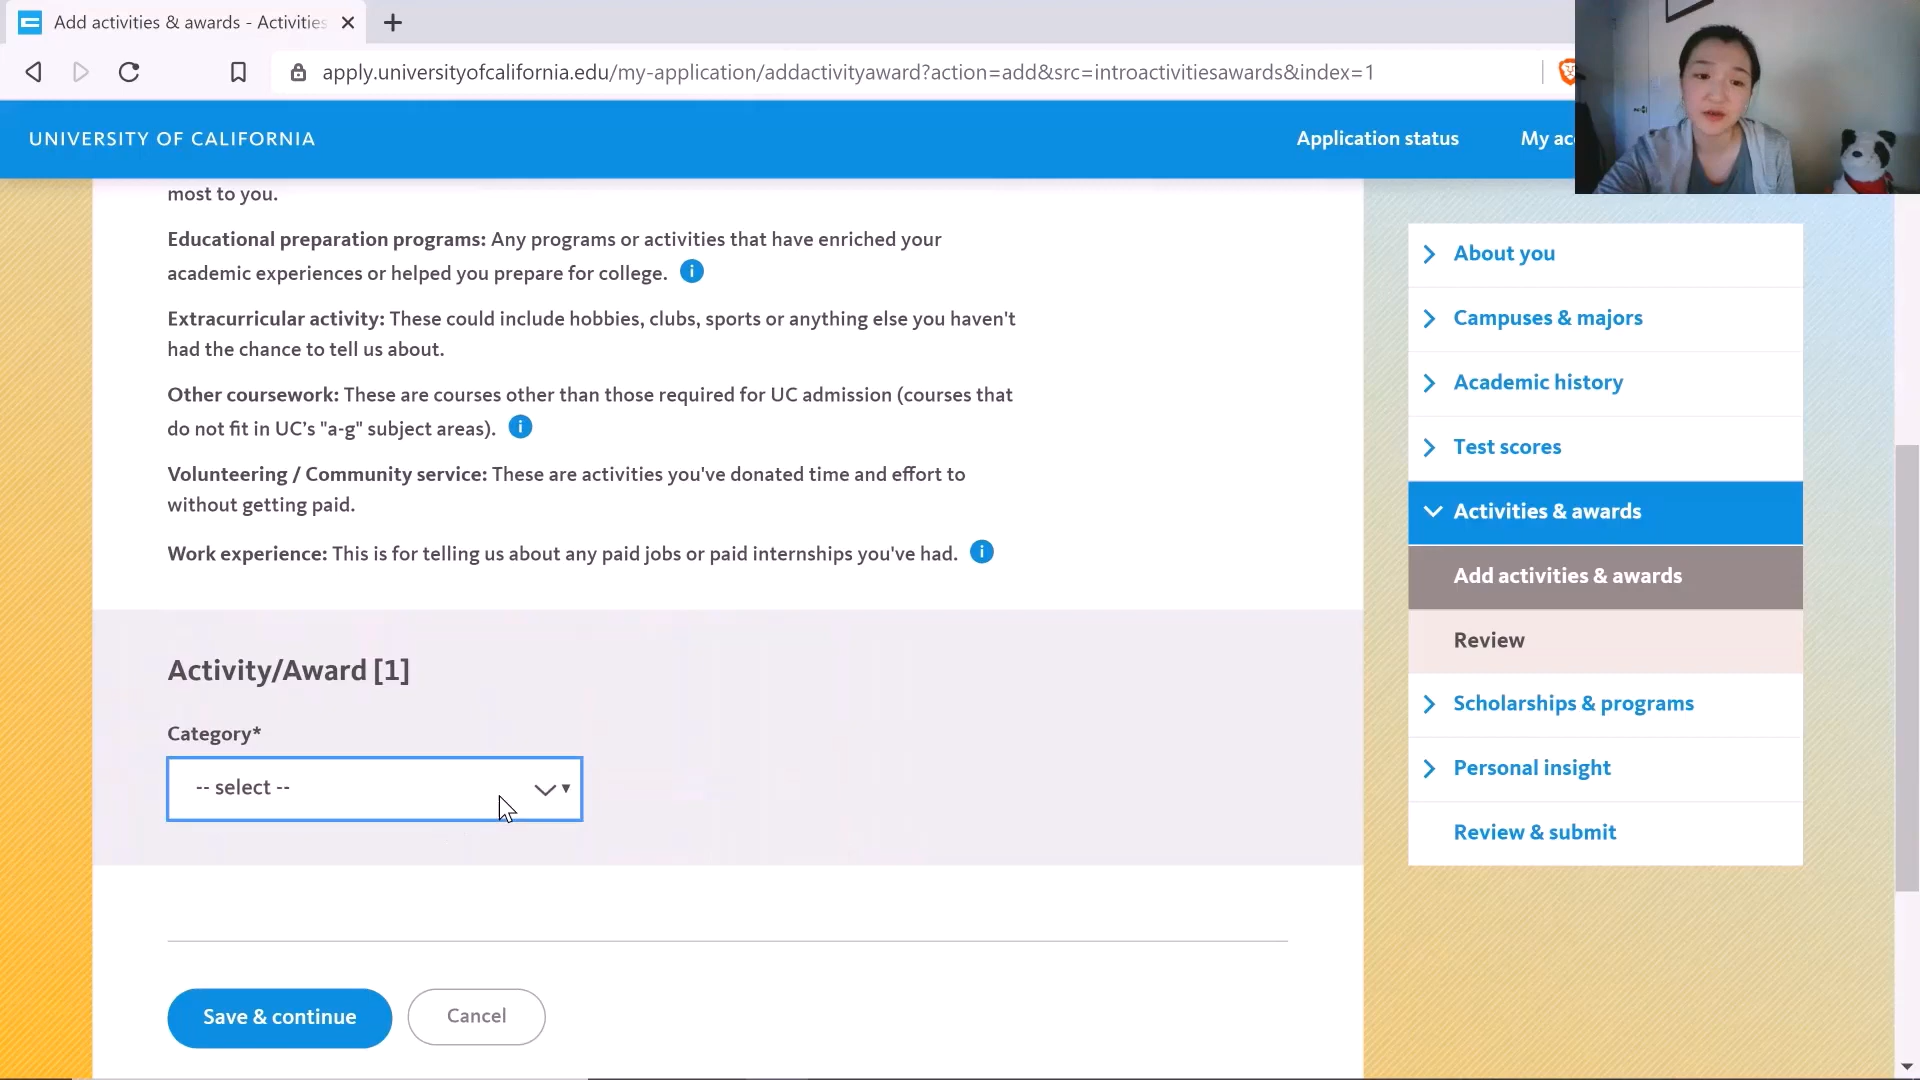 Add activities & awards - Activities
apply.universityofcalifornia.edu/my-application/addactivityaward?action=add&src=introactivitiesawards&index=1
UNIVERSITY OF CALIFORNIA
Application status
My acc
most to you.
Educational preparation programs: Any programs or activities that have enriched your
academic experiences or helped you prepare for college.
Extracurricular activity: These could include hobbies, clubs, sports or anything else you haven't
had the chance to tell us about.
Other coursework: These are courses other than those required for UC admission (courses that
do not fit in UC's "a-g" subject areas).
Volunteering / Community service: These are activities you've donated time and effort to
without getting paid.
Work experience: This is for telling us about any paid jobs or paid internships you've had.
Activity/Award [1]
Category*
-- select --
Save & continue
Cancel
About you
Campuses & majors
Academic history
Test scores
Activities & awards
Add activities & awards
Review
Scholarships & programs
Personal insight
Review & submit